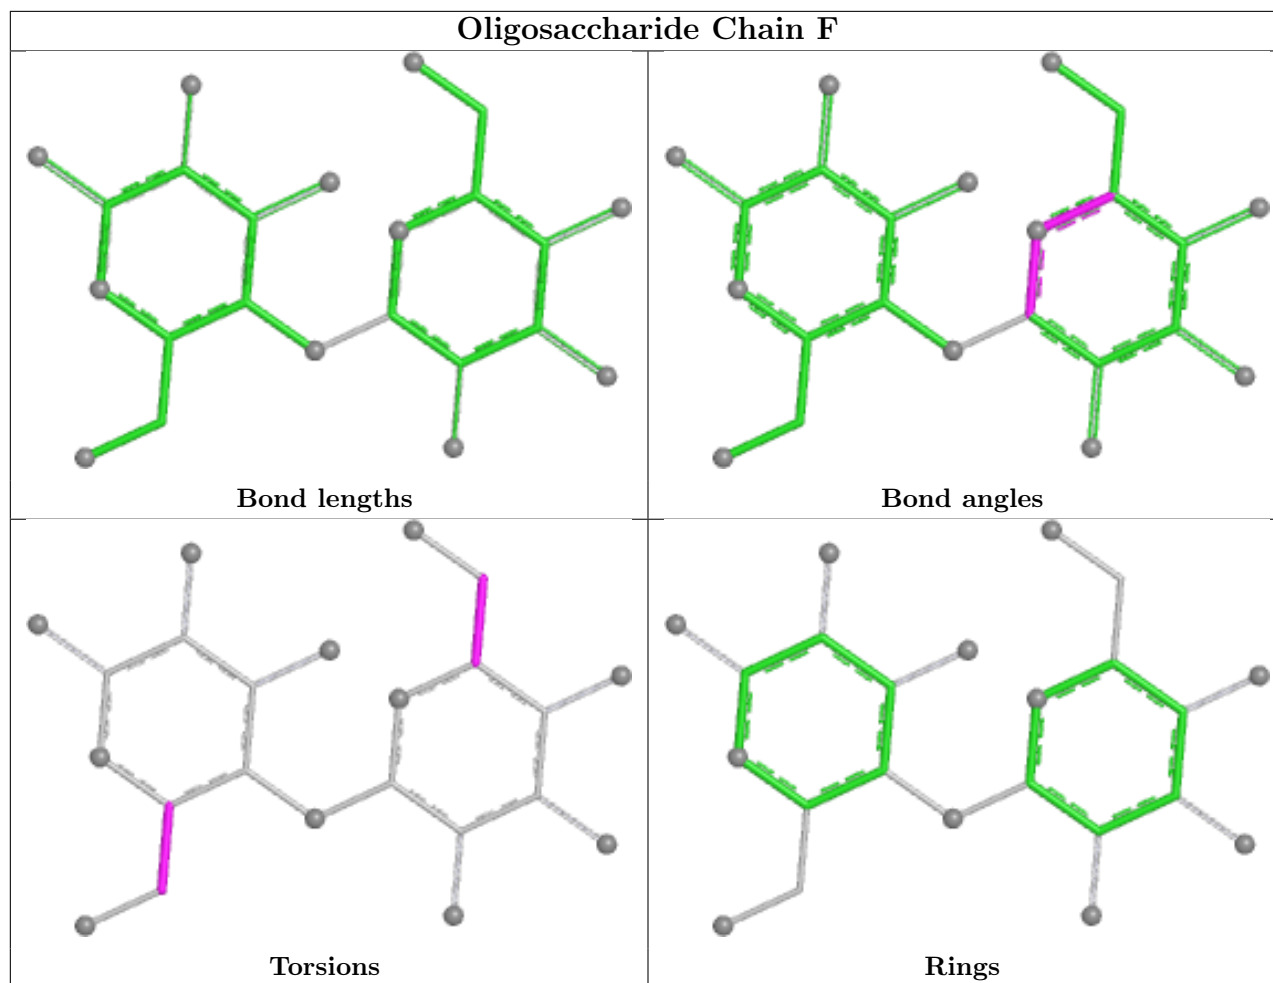 Oligosaccharide Chain F
Bond lengths
Bond angles
Torsions
Rings